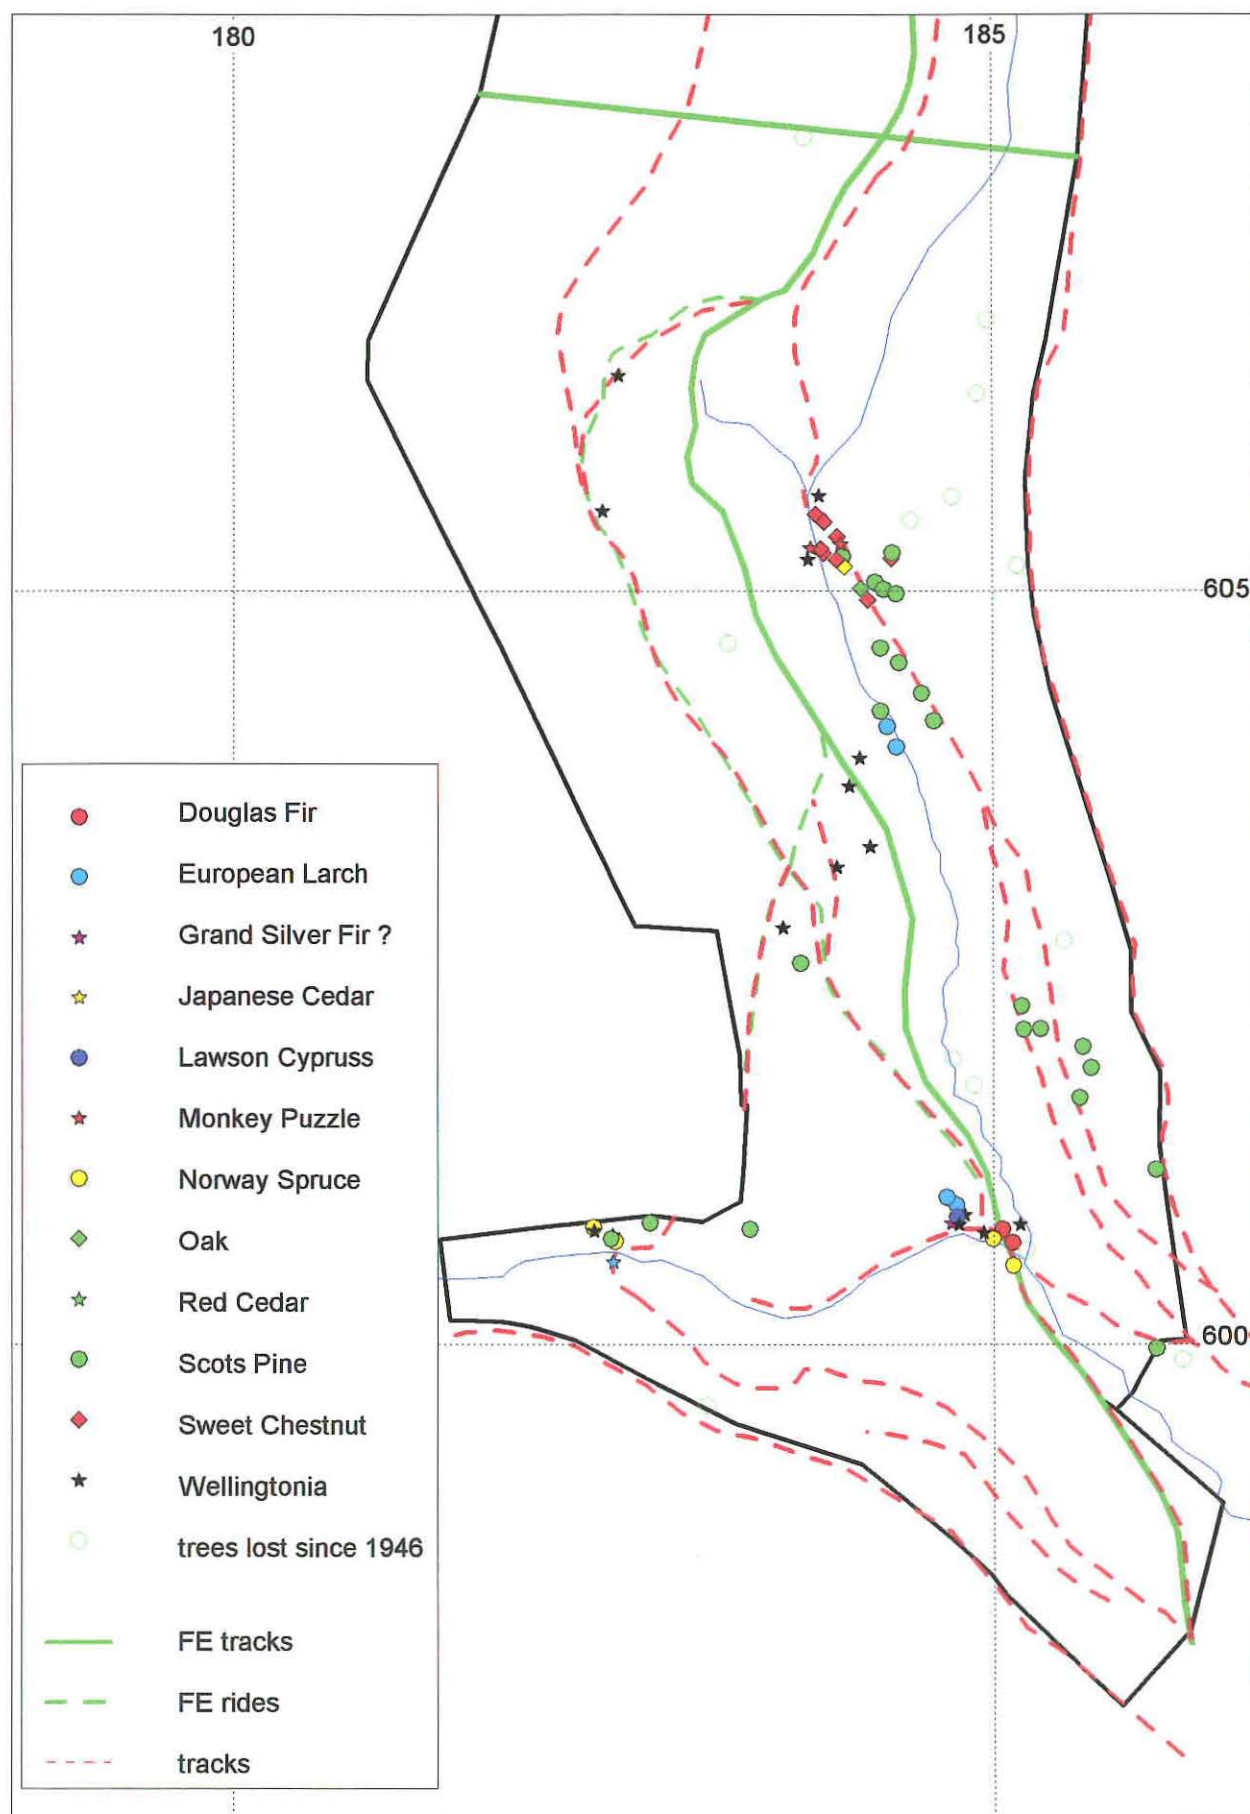 180
185
605
Douglas Fir
European Larch
Grand Silver Fir ?
Japanese Cedar
Lawson Cypruss
Monkey Puzzle
Norway Spruce
Oak
Red Cedar
Scots Pine
Sweet Chestnut
Wellingtonia
trees lost since 1946
FE tracks
FE rides
tracks
600